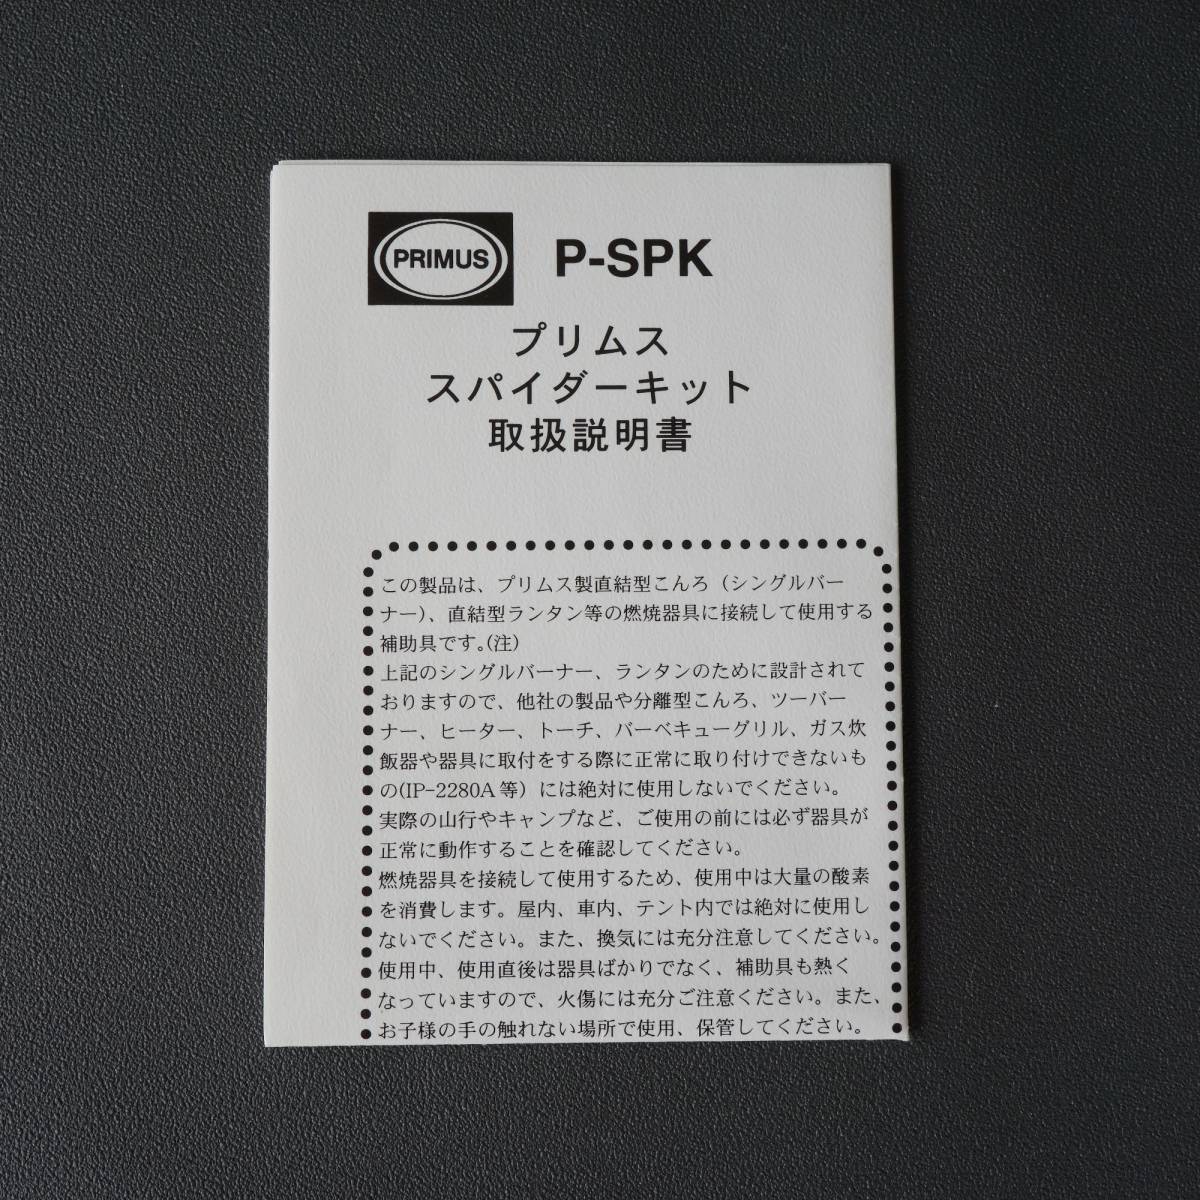 PRIMUS P-SPK
プリムス
スパイダーキット
取扱説明書
この製品は、プリムス製直結型こんろ（シングルバー
ナー）、直結型ランタン等の燃焼器具に接続して使用する
補助具です。(注)
上記のシングルバーナー、ランタンのために設計されて
おりますので、他社の製品や分離型こんろ、ツーバー
ナー、ヒーター、トーチ、バーベキューグリル、ガス炊
飯器や器具に取付をする際に正常に取り付けできないも
の(IP-2280A 等）には絶対に使用しないでください。
実際の山行やキャンプなど、ご使用の前には必ず器具が
正常に動作することを確認してください。
燃焼器具を接続して使用するため、使用中は大量の酸素
を消費します。屋内、車内、テント内では絶対に使用し
ないでください。また、換気には充分注意してください。
使用中、使用直後は器具ばかりでなく、補助具も熱く
なっていますので、火傷には充分ご注意ください。また、
お子様の手の触れない場所で使用、保管してください。